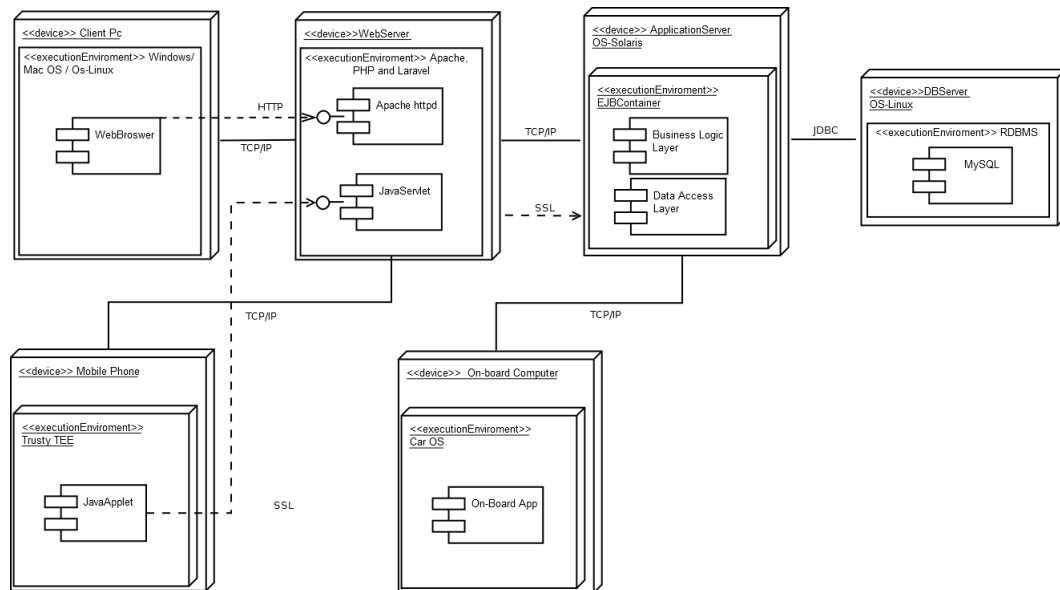 <<device>> Client Pc
<<executionEnviroment>> Windows/
Mac OS / Os-Linux
WebBroswer
HTTP
TCP/IP
<<device>>WebServer
<<executionEnviroment>> Apache,
PHP and Laravel
Apache httpd
JavaServlet
TCP/IP
SSL
<<device>> ApplicationServer
OS-Solaris
<<executionEnviroment>>
EJBContainer
Business Logic
Layer
Data Access
Layer
JDBC
<<device>>DBServer
OS-Linux
<<executionEnviroment>> RDBMS
MySQL
TCP/IP
TCP/IP
<<device>> Mobile Phone
<<executionEnviroment>>
Trusty TEE
JavaApplet
SSL
<<device>> On-board Computer
<<executionEnviroment>>
Car OS
On-Board App